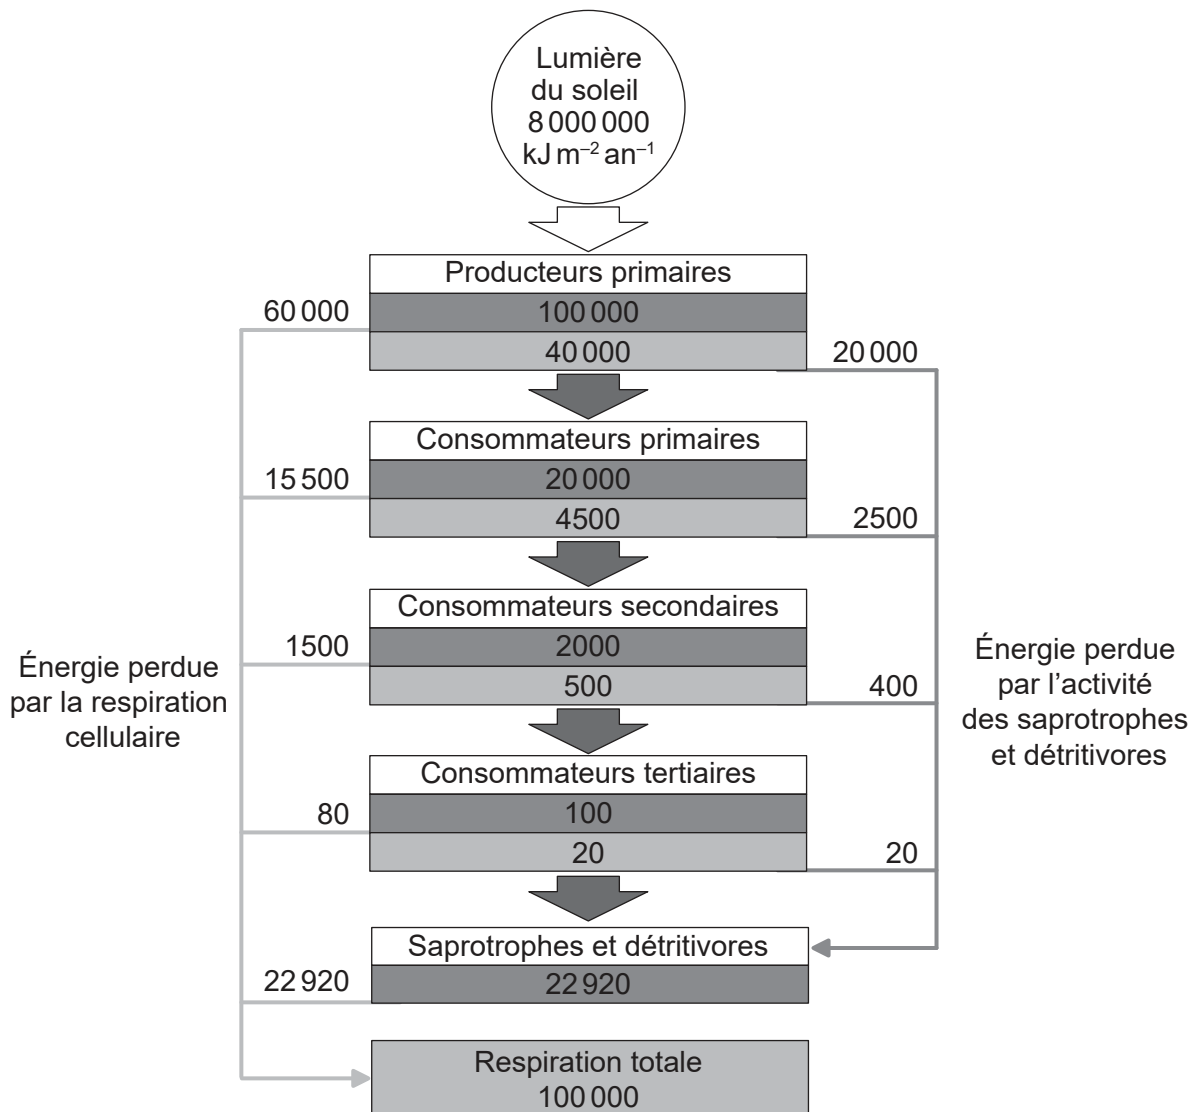 Lumière
du soleil
8 000 000
kJ m⁻² an⁻¹
Producteurs primaires
60 000
100 000
40 000
20 000
Consommateurs primaires
15 500
20 000
4500
2500
Consommateurs secondaires
1500
2000
500
400
Énergie perdue
par la respiration
cellulaire
Énergie perdue
par l’activité
des saprotrophes
et détritivores
Consommateurs tertiaires
80
100
20
20
Saprotrophes et détritivores
22 920
22 920
Respiration totale
100 000